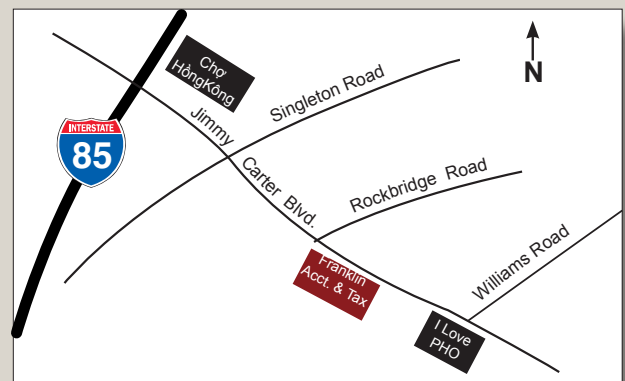 Chợ
HồngKông
Singleton Road
N
INTERSTATE
85
Jimmy
Carter Blvd.
Rockbridge Road
Franklin
Acct. & Tax
Williams Road
I Love
PHO